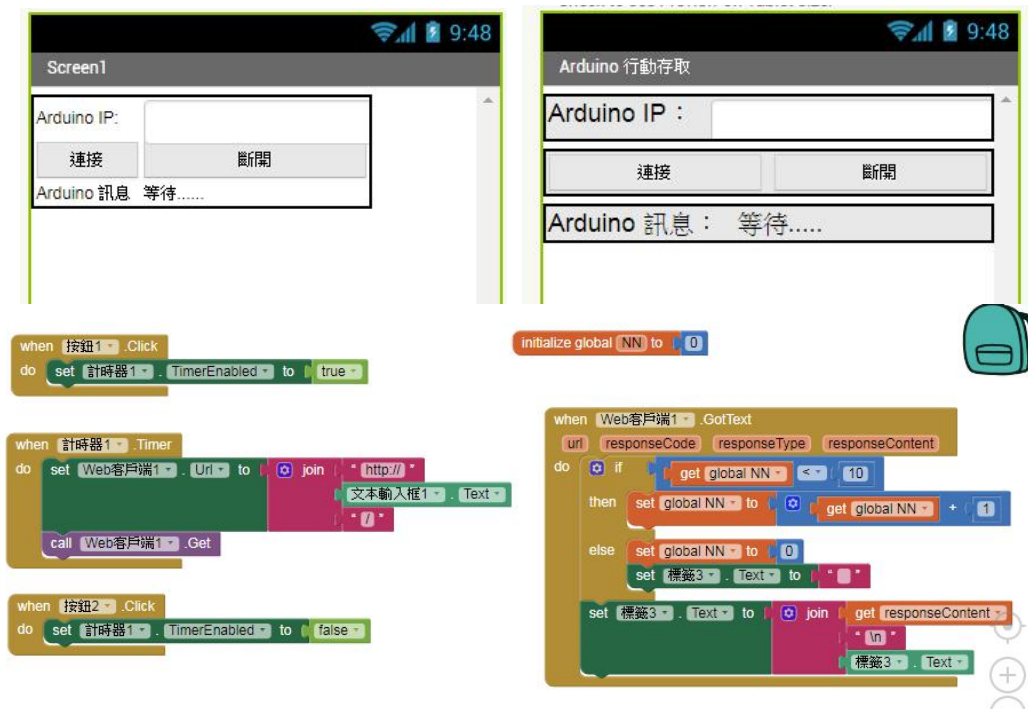 9:48
Screen1
Arduino IP:
連接 斷開
Arduino 訊息 等待......
9:48
Arduino 行動存取
Arduino IP：
連接 斷開
Arduino 訊息： 等待.....
when 按鈕1 .Click
do set 計時器1 . TimerEnabled to true
when 計時器1 .Timer
do set Web客戶端1 . Url to join " http:// "
文本輸入框1 . Text
" / "
call Web客戶端1 .Get
when 按鈕2 .Click
do set 計時器1 . TimerEnabled to false
initialize global NN to 0
when Web客戶端1 .GotText
url responseCode responseType responseContent
do if get global NN < 10
then set global NN to get global NN + 1
else set global NN to 0
set 標籤3 . Text to " "
set 標籤3 . Text to join get responseContent
" \n "
標籤3 . Text